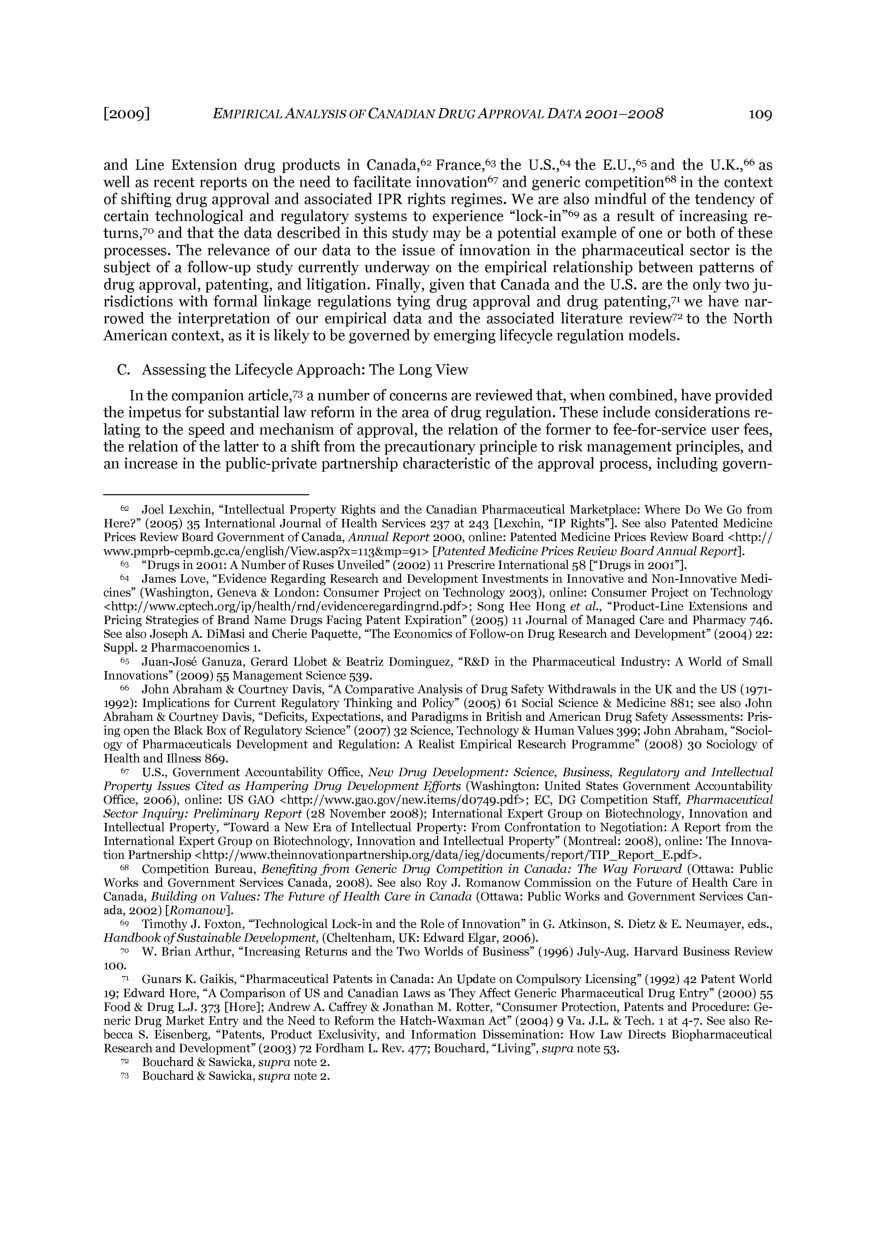 [2009] EMPIRICAL ANALYSIS OF CANADIAN DRUG APPROVAL DATA 2001–2008 109
and Line Extension drug products in Canada,62 France,63 the U.S.,64 the E.U.,65 and the U.K.,66 as
well as recent reports on the need to facilitate innovation67 and generic competition68 in the context
of shifting drug approval and associated IPR rights regimes. We are also mindful of the tendency of
certain technological and regulatory systems to experience “lock-in”69 as a result of increasing re-
turns,70 and that the data described in this study may be a potential example of one or both of these
processes. The relevance of our data to the issue of innovation in the pharmaceutical sector is the
subject of a follow-up study currently underway on the empirical relationship between patterns of
drug approval, patenting, and litigation. Finally, given that Canada and the U.S. are the only two ju-
risdictions with formal linkage regulations tying drug approval and drug patenting,71 we have nar-
rowed the interpretation of our empirical data and the associated literature review72 to the North
American context, as it is likely to be governed by emerging lifecycle regulation models.
C. Assessing the Lifecycle Approach: The Long View
In the companion article,73 a number of concerns are reviewed that, when combined, have provided
the impetus for substantial law reform in the area of drug regulation. These include considerations re-
lating to the speed and mechanism of approval, the relation of the former to fee-for-service user fees,
the relation of the latter to a shift from the precautionary principle to risk management principles, and
an increase in the public-private partnership characteristic of the approval process, including govern-
62 Joel Lexchin, “Intellectual Property Rights and the Canadian Pharmaceutical Marketplace: Where Do We Go from
Here?” (2005) 35 International Journal of Health Services 237 at 243 [Lexchin, “IP Rights”]. See also Patented Medicine
Prices Review Board Government of Canada, Annual Report 2000, online: Patented Medicine Prices Review Board <http://
www.pmprb-cepmb.gc.ca/english/View.asp?x=113&mp=91> [Patented Medicine Prices Review Board Annual Report].
63 “Drugs in 2001: A Number of Ruses Unveiled” (2002) 11 Prescrire International 58 [“Drugs in 2001”].
64 James Love, “Evidence Regarding Research and Development Investments in Innovative and Non-Innovative Medi-
cines” (Washington, Geneva & London: Consumer Project on Technology 2003), online: Consumer Project on Technology
<http://www.cptech.org/ip/health/rnd/evidenceregardingrnd.pdf>; Song Hee Hong et al., “Product-Line Extensions and
Pricing Strategies of Brand Name Drugs Facing Patent Expiration” (2005) 11 Journal of Managed Care and Pharmacy 746.
See also Joseph A. DiMasi and Cherie Paquette, “The Economics of Follow-on Drug Research and Development” (2004) 22:
Suppl. 2 Pharmacoenomics 1.
65 Juan-José Ganuza, Gerard Llobet & Beatriz Dominguez, “R&D in the Pharmaceutical Industry: A World of Small
Innovations” (2009) 55 Management Science 539.
66 John Abraham & Courtney Davis, “A Comparative Analysis of Drug Safety Withdrawals in the UK and the US (1971-
1992): Implications for Current Regulatory Thinking and Policy” (2005) 61 Social Science & Medicine 881; see also John
Abraham & Courtney Davis, “Deficits, Expectations, and Paradigms in British and American Drug Safety Assessments: Pris-
ing open the Black Box of Regulatory Science” (2007) 32 Science, Technology & Human Values 399; John Abraham, “Sociol-
ogy of Pharmaceuticals Development and Regulation: A Realist Empirical Research Programme” (2008) 30 Sociology of
Health and Illness 869.
67 U.S., Government Accountability Office, New Drug Development: Science, Business, Regulatory and Intellectual
Property Issues Cited as Hampering Drug Development Efforts (Washington: United States Government Accountability
Office, 2006), online: US GAO <http://www.gao.gov/new.items/d0749.pdf>; EC, DG Competition Staff, Pharmaceutical
Sector Inquiry: Preliminary Report (28 November 2008); International Expert Group on Biotechnology, Innovation and
Intellectual Property, “Toward a New Era of Intellectual Property: From Confrontation to Negotiation: A Report from the
International Expert Group on Biotechnology, Innovation and Intellectual Property” (Montreal: 2008), online: The Innova-
tion Partnership <http://www.theinnovationpartnership.org/data/ieg/documents/report/TIP_Report_E.pdf>.
68 Competition Bureau, Benefiting from Generic Drug Competition in Canada: The Way Forward (Ottawa: Public
Works and Government Services Canada, 2008). See also Roy J. Romanow Commission on the Future of Health Care in
Canada, Building on Values: The Future of Health Care in Canada (Ottawa: Public Works and Government Services Can-
ada, 2002) [Romanow].
69 Timothy J. Foxton, “Technological Lock-in and the Role of Innovation” in G. Atkinson, S. Dietz & E. Neumayer, eds.,
Handbook of Sustainable Development, (Cheltenham, UK: Edward Elgar, 2006).
70 W. Brian Arthur, “Increasing Returns and the Two Worlds of Business” (1996) July-Aug. Harvard Business Review
100.
71 Gunars K. Gaikis, “Pharmaceutical Patents in Canada: An Update on Compulsory Licensing” (1992) 42 Patent World
19; Edward Hore, “A Comparison of US and Canadian Laws as They Affect Generic Pharmaceutical Drug Entry” (2000) 55
Food & Drug L.J. 373 [Hore]; Andrew A. Caffrey & Jonathan M. Rotter, “Consumer Protection, Patents and Procedure: Ge-
neric Drug Market Entry and the Need to Reform the Hatch-Waxman Act” (2004) 9 Va. J.L. & Tech. 1 at 4-7. See also Re-
becca S. Eisenberg, “Patents, Product Exclusivity, and Information Dissemination: How Law Directs Biopharmaceutical
Research and Development” (2003) 72 Fordham L. Rev. 477; Bouchard, “Living”, supra note 53.
72 Bouchard & Sawicka, supra note 2.
73 Bouchard & Sawicka, supra note 2.